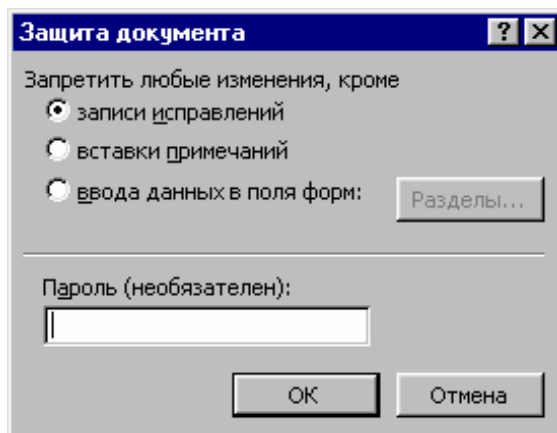 Защита документа
Запретить любые изменения, кроме
записи исправлений
вставки примечаний
ввода данных в поля форм:
Разделы...
Пароль (необязателен):
ОК
Отмена